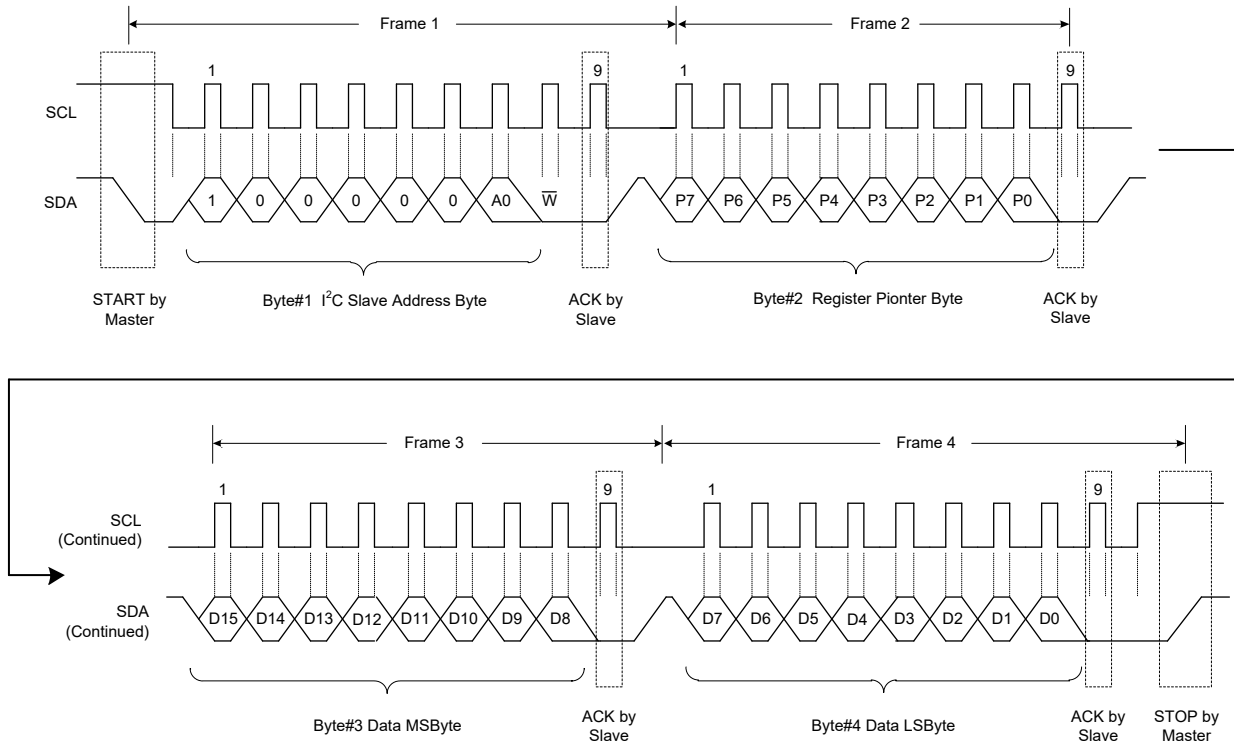 Frame 1 Frame 2
1 9 1 9
SCL
SDA 1 0 0 0 0 0 A0 W̅ P7 P6 P5 P4 P3 P2 P1 P0
START by
Master
Byte#1 I²C Slave Address Byte
ACK by
Slave
Byte#2 Register Pionter Byte
ACK by
Slave
Frame 3 Frame 4
1 9 1 9
SCL
(Continued)
SDA
(Continued)
D15 D14 D13 D12 D11 D10 D9 D8 D7 D6 D5 D4 D3 D2 D1 D0
Byte#3 Data MSByte
ACK by
Slave
Byte#4 Data LSByte
ACK by
Slave
STOP by
Master